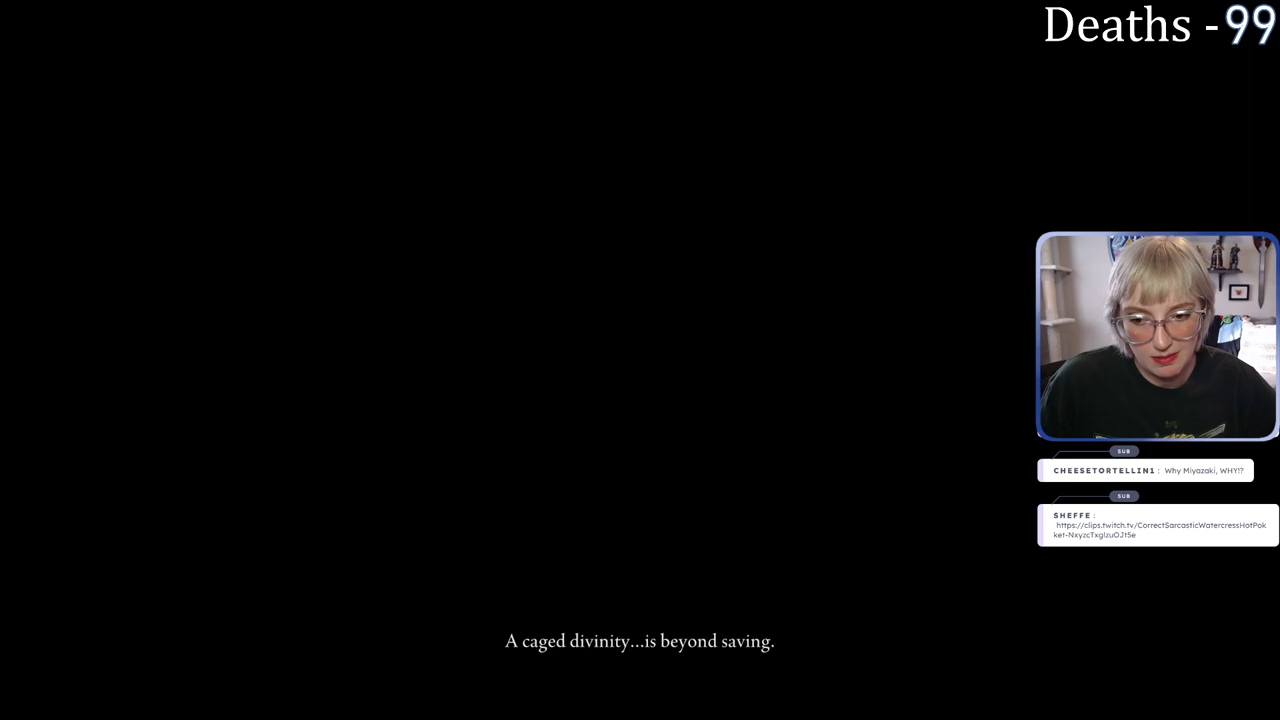 Deaths -99
SUB
CHEESETORTELLIN1 : Why Miyazaki, WHY!?
SUB
SHEFFE :
https://clips.twitch.tv/CorrectSarcasticWatercressHotPok
ket-NxyzcTxglzuOJt5e
A caged divinity...is beyond saving.